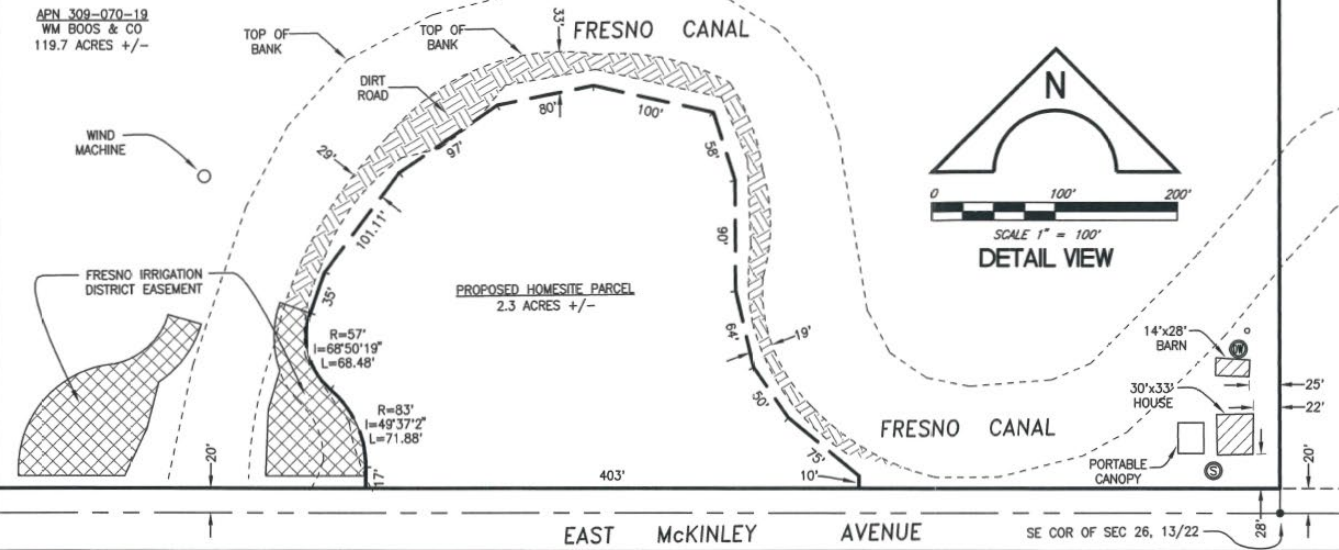 APN 309-070-19
WM BOOS & CO
119.7 ACRES +/-
TOP OF
BANK
TOP OF
BANK
33'
FRESNO CANAL
DIRT
ROAD
WIND
MACHINE
29'
97'
80'
100'
58'
101.11'
90'
35'
64'
19'
50'
75'
10'
N
0
100'
200'
SCALE 1" = 100'
DETAIL VIEW
FRESNO IRRIGATION
DISTRICT EASEMENT
PROPOSED HOMESITE PARCEL
2.3 ACRES +/-
R=57'
I=68°50'19"
L=68.48'
R=83'
I=49°37'2"
L=71.88'
17'
20'
403'
FRESNO CANAL
14'x28'
BARN
30'x33'
HOUSE
25'
22'
PORTABLE
CANOPY
S
20'
28'
EAST McKINLEY AVENUE
SE COR OF SEC 26, 13/22